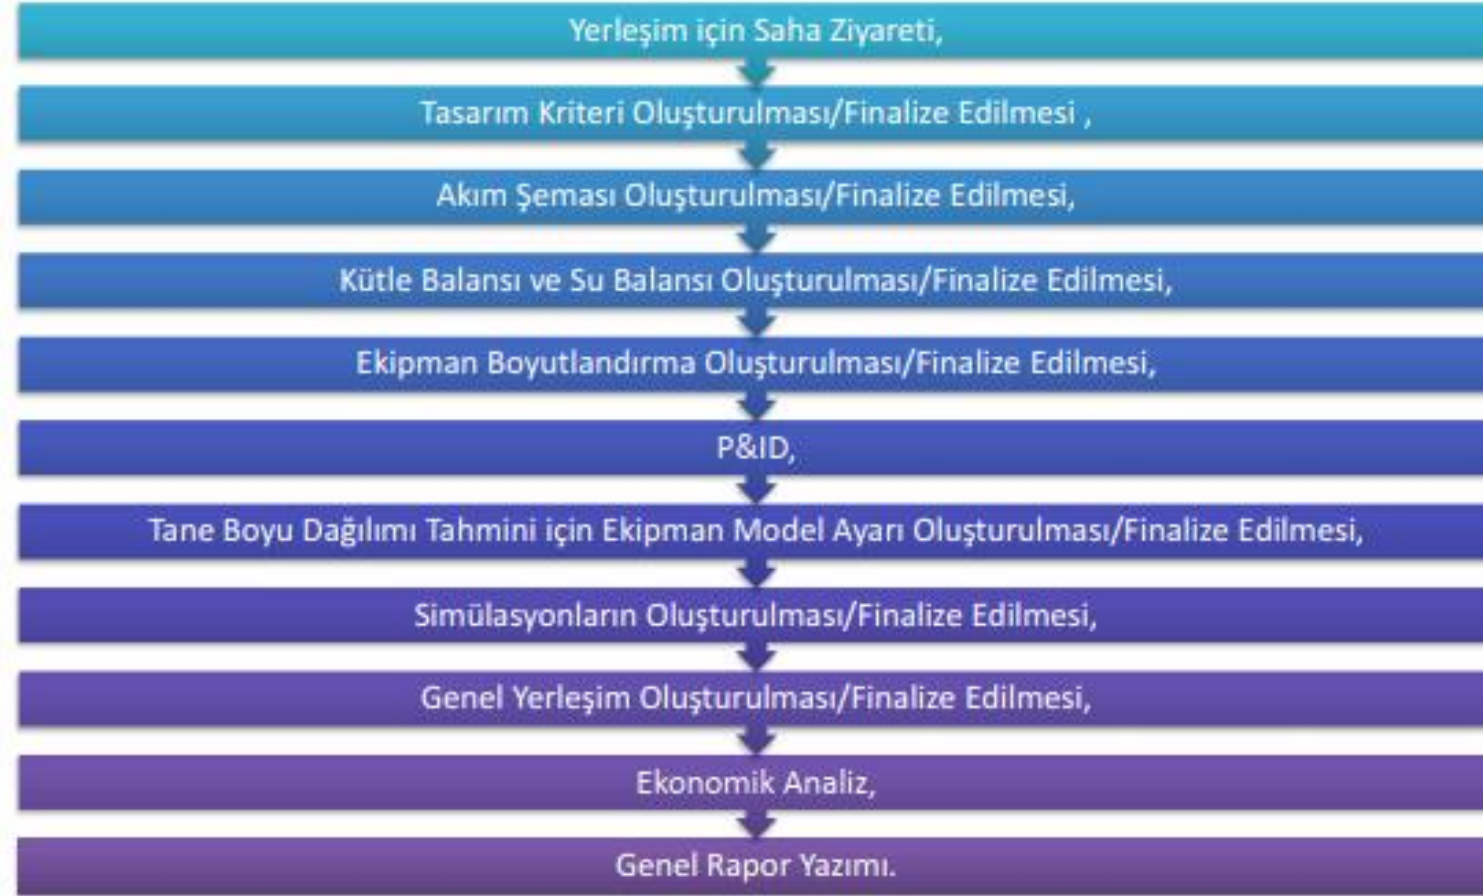 Yerleşim için Saha Ziyareti,
Tasarım Kriteri Oluşturulması/Finalize Edilmesi ,
Akım Şeması Oluşturulması/Finalize Edilmesi,
Kütle Balansı ve Su Balansı Oluşturulması/Finalize Edilmesi,
Ekipman Boyutlandırma Oluşturulması/Finalize Edilmesi,
P&ID,
Tane Boyu Dağılımı Tahmini için Ekipman Model Ayarı Oluşturulması/Finalize Edilmesi,
Simülasyonların Oluşturulması/Finalize Edilmesi,
Genel Yerleşim Oluşturulması/Finalize Edilmesi,
Ekonomik Analiz,
Genel Rapor Yazımı.